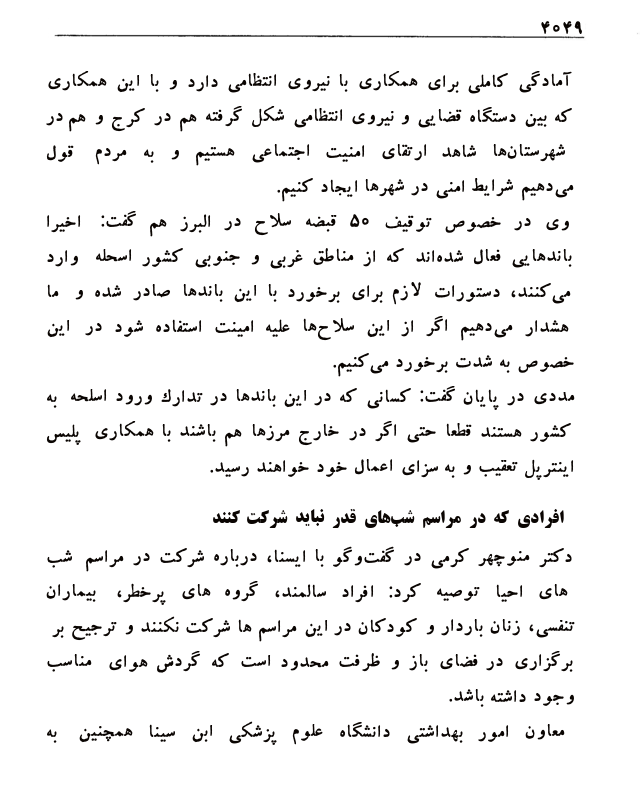 ۴۰۴۹
آمادگی کاملی برای همکاری با نیروی انتظامی دارد و با این همکاری
که بین دستگاه قضایی و نیروی انتظامی شکل گرفته هم در کرج و هم در
شهرستان‌ها شاهد ارتقای امنیت اجتماعی هستیم و به مردم قول
می‌دهیم شرایط امنی در شهرها ایجاد کنیم.
وی در خصوص توقیف ۵۰ قبضه سلاح در البرز هم گفت: اخیرا
باندهایی فعال شده‌اند که از مناطق غربی و جنوبی کشور اسحله وارد
می‌کنند، دستورات لازم برای برخورد با این باندها صادر شده و ما
هشدار می‌دهیم اگر از این سلاح‌ها علیه امینت استفاده شود در این
خصوص به شدت برخورد می‌کنیم.
مددی در پایان گفت: کسانی که در این باندها در تدارك ورود اسلحه به
کشور هستند قطعا حتی اگر در خارج مرزها هم باشند با همکاری پلیس
اینترپل تعقیب و به سزای اعمال خود خواهند رسید.
افرادی که در مراسم شب‌های قدر نباید شرکت کنند
دکتر منوچهر کرمی در گفت‌وگو با ایسنا، درباره شرکت در مراسم شب
های احیا توصیه کرد: افراد سالمند، گروه های پرخطر، بیماران
تنفسی، زنان باردار و کودکان در این مراسم ها شرکت نکنند و ترجیح بر
برگزاری در فضای باز و ظرفت محدود است که گردش هوای مناسب
وجود داشته باشد.
معاون امور بهداشتی دانشگاه علوم پزشکی ابن سینا همچنین به